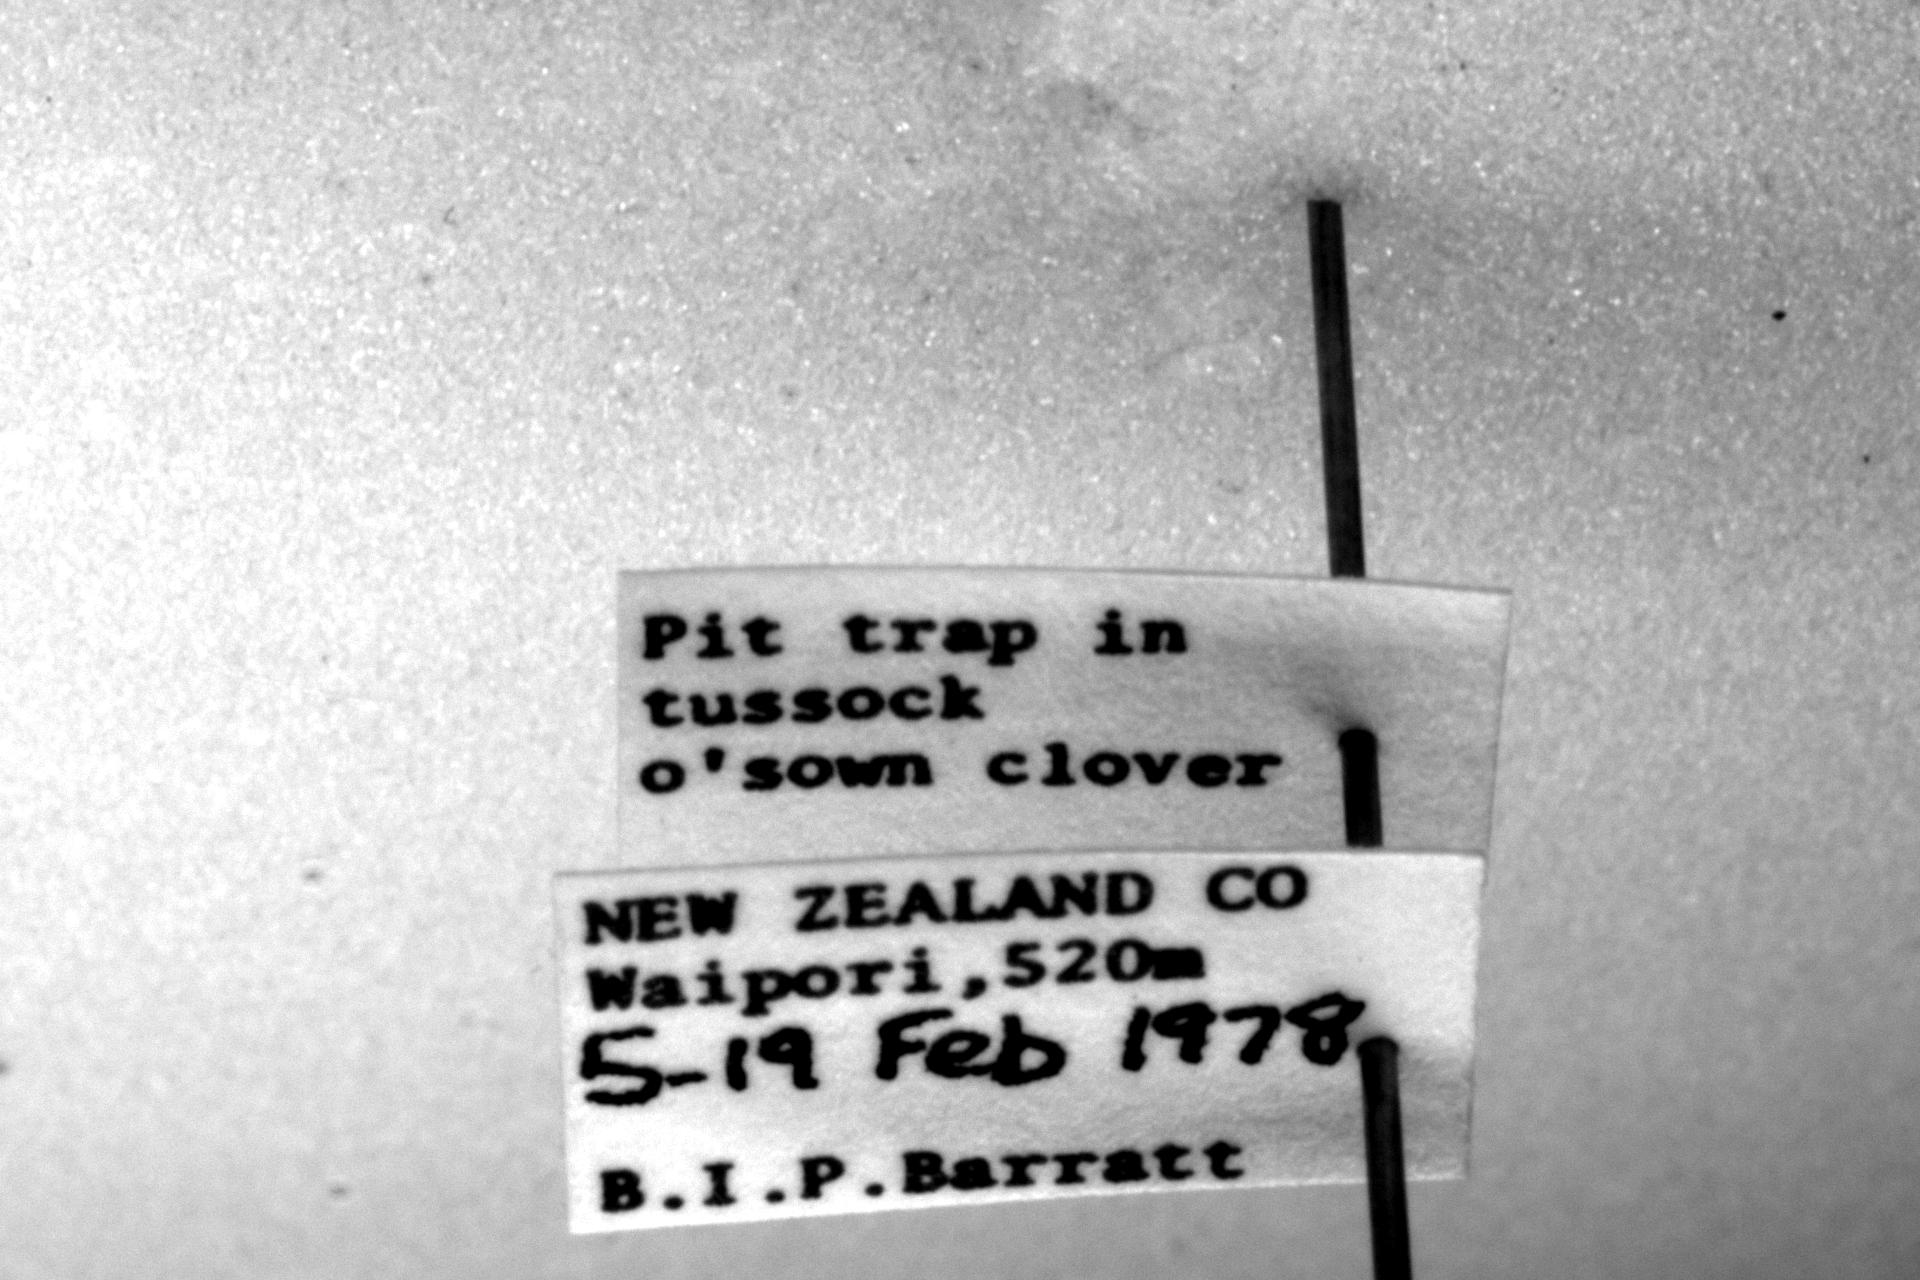 Pit trap in
tussock
o'sown clover
NEW ZEALAND CO
Waipori,520m
5-19 Feb 1978
B.I.P.Barratt